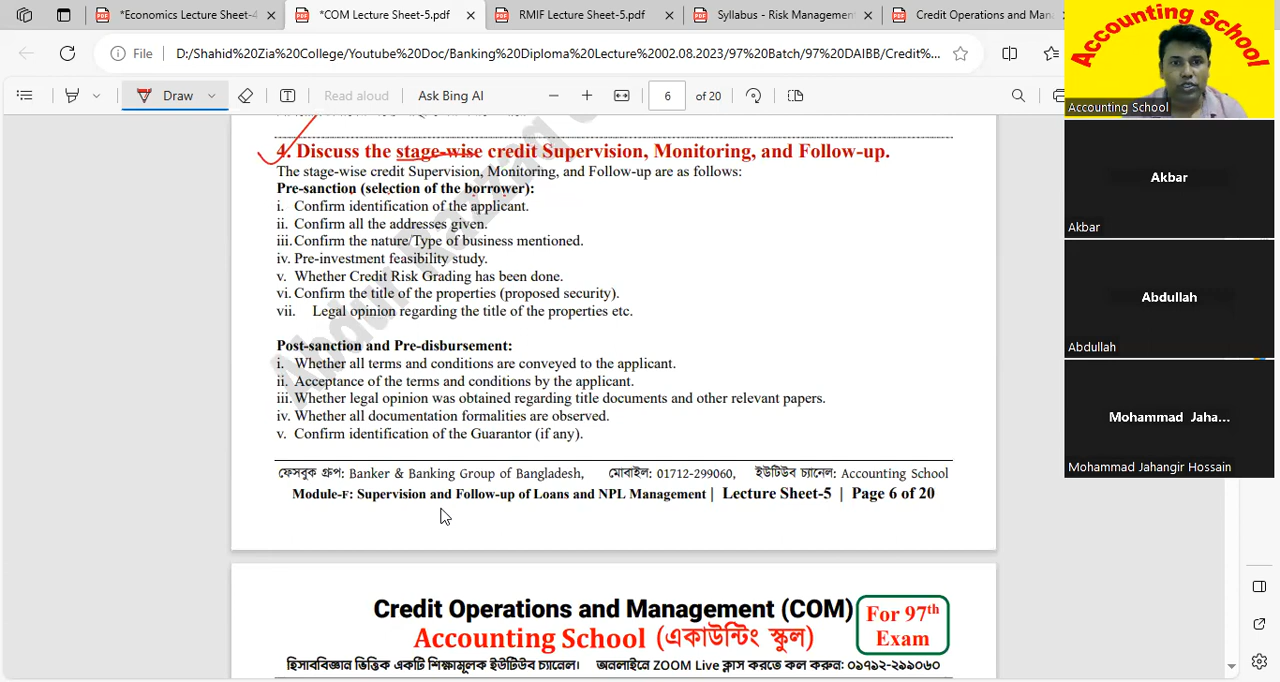 *Economics Lecture Sheet-4
*COM Lecture Sheet-5.pdf
RMIF Lecture Sheet-5.pdf
Syllabus - Risk Management
Credit Operations and Mana
File
D:/Shahid%20Zia%20College/Youtube%20Doc/Banking%20Diploma%20Lecture%2002.08.2023/97%20Batch/97%20DAIBB/Credit%...
Draw
Read aloud
Ask Bing AI
6
of 20
4. Discuss the stage-wise credit Supervision, Monitoring, and Follow-up.
The stage-wise credit Supervision, Monitoring, and Follow-up are as follows:
Pre-sanction (selection of the borrower):
i. Confirm identification of the applicant.
ii. Confirm all the addresses given.
iii. Confirm the nature/Type of business mentioned.
iv. Pre-investment feasibility study.
v. Whether Credit Risk Grading has been done.
vi. Confirm the title of the properties (proposed security).
vii. Legal opinion regarding the title of the properties etc.
Post-sanction and Pre-disbursement:
i. Whether all terms and conditions are conveyed to the applicant.
ii. Acceptance of the terms and conditions by the applicant.
iii. Whether legal opinion was obtained regarding title documents and other relevant papers.
iv. Whether all documentation formalities are observed.
v. Confirm identification of the Guarantor (if any).
ফেসবুক গ্রুপ: Banker & Banking Group of Bangladesh, মোবাইল: 01712-299060, ইউটিউব চ্যানেল: Accounting School
Module-F: Supervision and Follow-up of Loans and NPL Management | Lecture Sheet-5 | Page 6 of 20
Credit Operations and Management (COM)
Accounting School (একাউন্টিং স্কুল)
For 97th
Exam
হিসাববিজ্ঞান ভিত্তিক একটি শিক্ষামূলক ইউটিউব চ্যানেল। অনলাইনে ZOOM Live ক্লাস করতে কল করুন: ০১৭১২-২৯৯০৬০
Abdur Razzaq
Accounting School
Accounting School
Akbar
Akbar
Abdullah
Abdullah
Mohammad Jaha...
Mohammad Jahangir Hossain